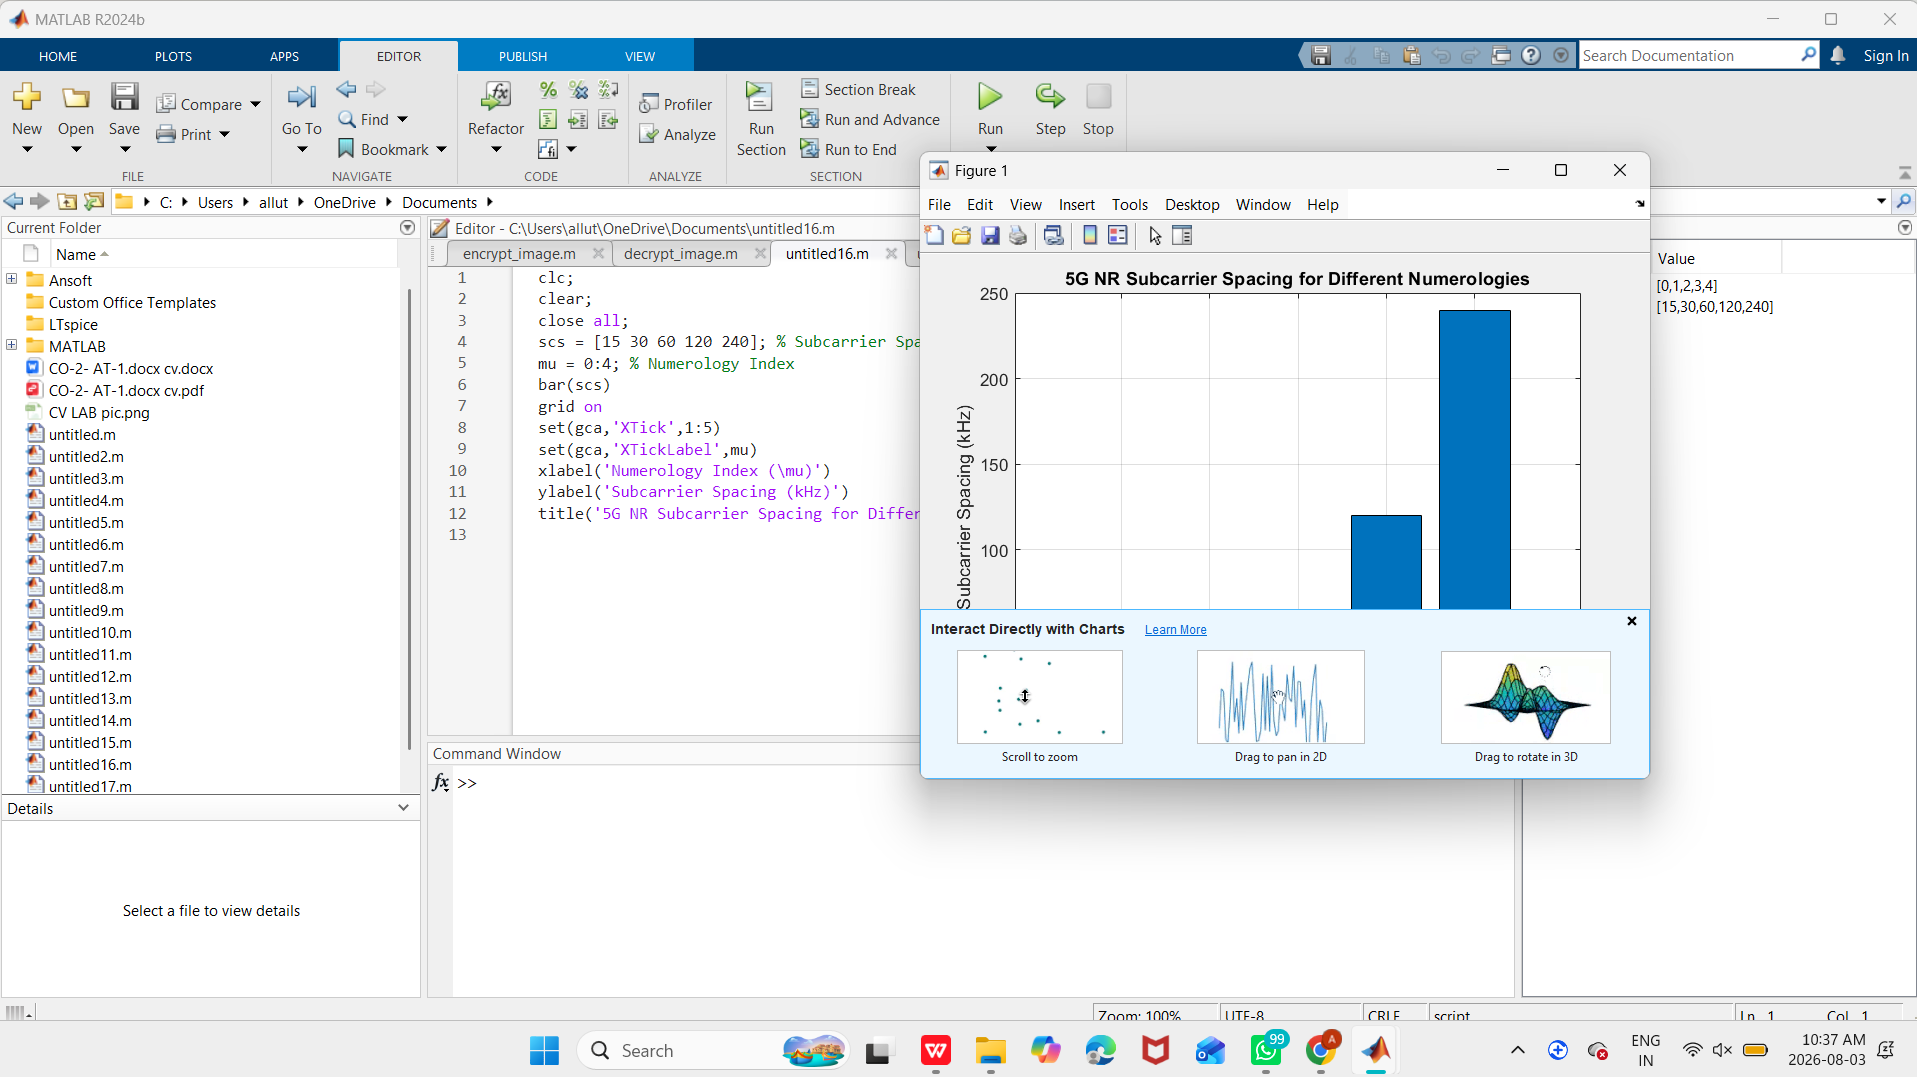 MATLAB R2024b
HOME
PLOTS
APPS
EDITOR
PUBLISH
VIEW
Search Documentation
Sign In
New
Open
Save
Compare
Print
FILE
Go To
Find
Bookmark
NAVIGATE
Refactor
CODE
Profiler
Analyze
ANALYZE
Run Section
Section Break
Run and Advance
Run to End
SECTION
Run
Step
Stop
C:
Users
allut
OneDrive
Documents
Current Folder
Name
Ansoft
Custom Office Templates
LTspice
MATLAB
CO-2- AT-1.docx cv.docx
CO-2- AT-1.docx cv.pdf
CV LAB pic.png
untitled.m
untitled2.m
untitled3.m
untitled4.m
untitled5.m
untitled6.m
untitled7.m
untitled8.m
untitled9.m
untitled10.m
untitled11.m
untitled12.m
untitled13.m
untitled14.m
untitled15.m
untitled16.m
untitled17.m
Details
Select a file to view details
Editor - C:\Users\allut\OneDrive\Documents\untitled16.m
encrypt_image.m
decrypt_image.m
untitled16.m
1 clc;
2 clear;
3 close all;
4 scs = [15 30 60 120 240]; % Subcarrier Spa
5 mu = 0:4; % Numerology Index
6 bar(scs)
7 grid on
8 set(gca,'XTick',1:5)
9 set(gca,'XTickLabel',mu)
10 xlabel('Numerology Index (\mu)')
11 ylabel('Subcarrier Spacing (kHz)')
12 title('5G NR Subcarrier Spacing for Differ
13
Command Window
fx >>
Figure 1
File Edit View Insert Tools Desktop Window Help
5G NR Subcarrier Spacing for Different Numerologies
250
200
150
100
Subcarrier Spacing (kHz)
Interact Directly with Charts Learn More
Scroll to zoom
Drag to pan in 2D
Drag to rotate in 3D
Value
[0,1,2,3,4]
[15,30,60,120,240]
Zoom: 100%
UTF-8
CRLF
script
Ln 1
Col 1
Search
99
A
ENG
IN
10:37 AM
2026-08-03